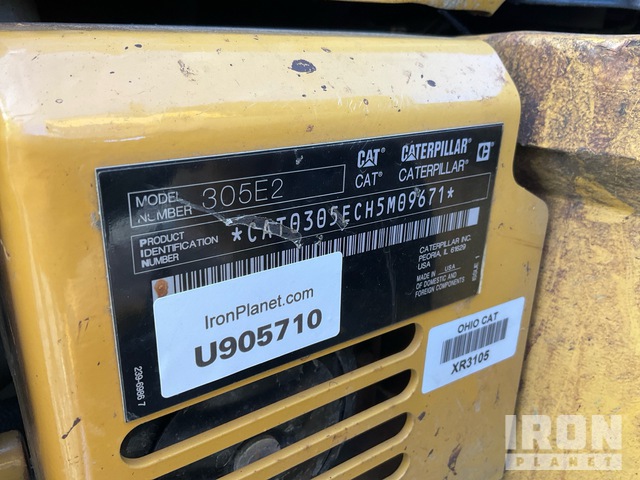 CAT CATERPILLAR C
CAT® CATERPILLAR®
MODEL NUMBER 305E2
PRODUCT IDENTIFICATION NUMBER
*CAT0305ECH5M09671*
CATERPILLAR INC.
PEORIA, IL 61629
USA
MADE IN USA
OF DOMESTIC AND
FOREIGN COMPONENTS
IronPlanet.com
U905710
OHIO CAT
XR3105
IRON
PLANET